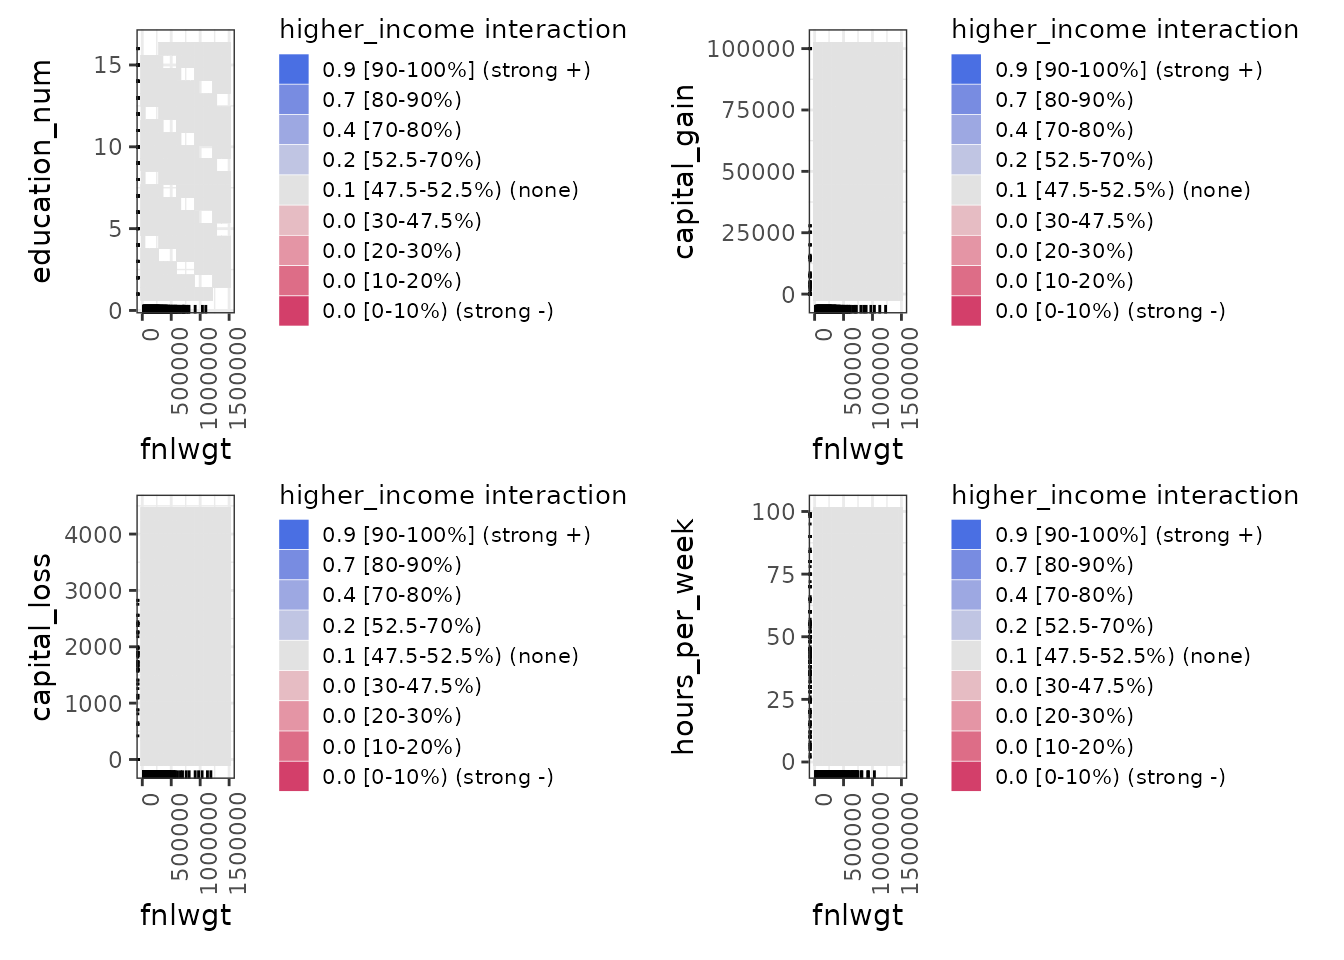 higher_income interaction
0.9 [90-100%] (strong +)
0.7 [80-90%)
0.4 [70-80%)
0.2 [52.5-70%)
0.1 [47.5-52.5%) (none)
0.0 [30-47.5%)
0.0 [20-30%)
0.0 [10-20%)
0.0 [0-10%) (strong -)
education_num
15
10
5
0
0
500000
1000000
1500000
fnlwgt
higher_income interaction
0.9 [90-100%] (strong +)
0.7 [80-90%)
0.4 [70-80%)
0.2 [52.5-70%)
0.1 [47.5-52.5%) (none)
0.0 [30-47.5%)
0.0 [20-30%)
0.0 [10-20%)
0.0 [0-10%) (strong -)
capital_gain
100000
75000
50000
25000
0
0
500000
1000000
1500000
fnlwgt
higher_income interaction
0.9 [90-100%] (strong +)
0.7 [80-90%)
0.4 [70-80%)
0.2 [52.5-70%)
0.1 [47.5-52.5%) (none)
0.0 [30-47.5%)
0.0 [20-30%)
0.0 [10-20%)
0.0 [0-10%) (strong -)
capital_loss
4000
3000
2000
1000
0
0
500000
1000000
1500000
fnlwgt
higher_income interaction
0.9 [90-100%] (strong +)
0.7 [80-90%)
0.4 [70-80%)
0.2 [52.5-70%)
0.1 [47.5-52.5%) (none)
0.0 [30-47.5%)
0.0 [20-30%)
0.0 [10-20%)
0.0 [0-10%) (strong -)
hours_per_week
100
75
50
25
0
0
500000
1000000
1500000
fnlwgt